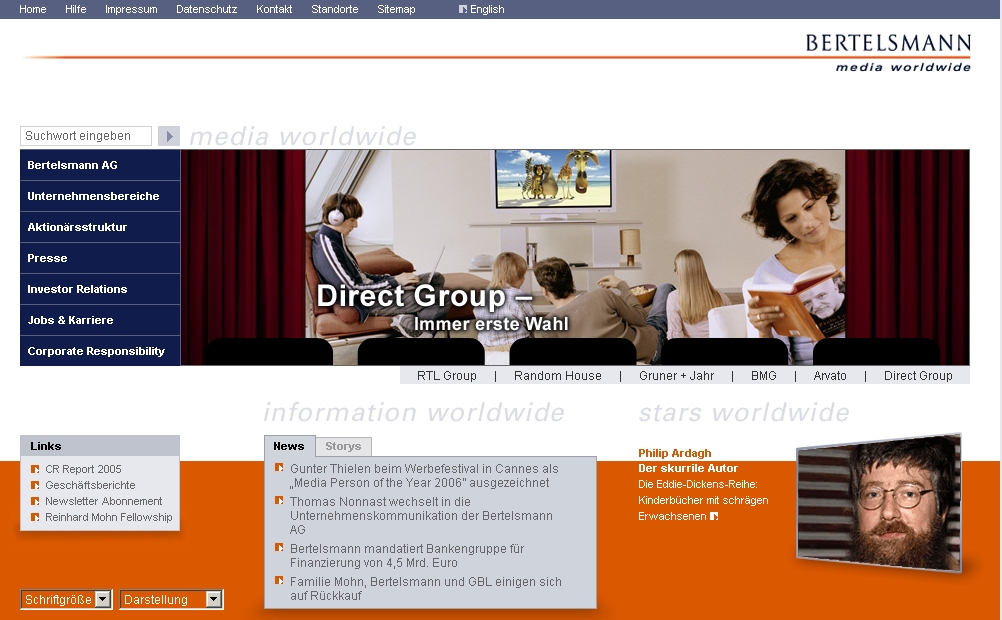 Home Hilfe Impressum Datenschutz Kontakt Standorte Sitemap English
BERTELSMANN
media worldwide
Suchwort eingeben
media worldwide
Bertelsmann AG
Unternehmensbereiche
Aktionärsstruktur
Presse
Investor Relations
Jobs & Karriere
Corporate Responsibility
Direct Group –
Immer erste Wahl
RTL Group | Random House | Gruner + Jahr | BMG | Arvato | Direct Group
information worldwide
stars worldwide
Links
CR Report 2005
Geschäftsberichte
Newsletter Abonnement
Reinhard Mohn Fellowship
News Storys
Gunter Thielen beim Werbefestival in Cannes als
„Media Person of the Year 2006" ausgezeichnet
Thomas Nonnast wechselt in die
Unternehmenskommunikation der Bertelsmann
AG
Bertelsmann mandatiert Bankengruppe für
Finanzierung von 4,5 Mrd. Euro
Familie Mohn, Bertelsmann und GBL einigen sich
auf Rückkauf
Philip Ardagh
Der skurrile Autor
Die Eddie-Dickens-Reihe:
Kinderbücher mit schrägen
Erwachsenen
Schriftgröße Darstellung